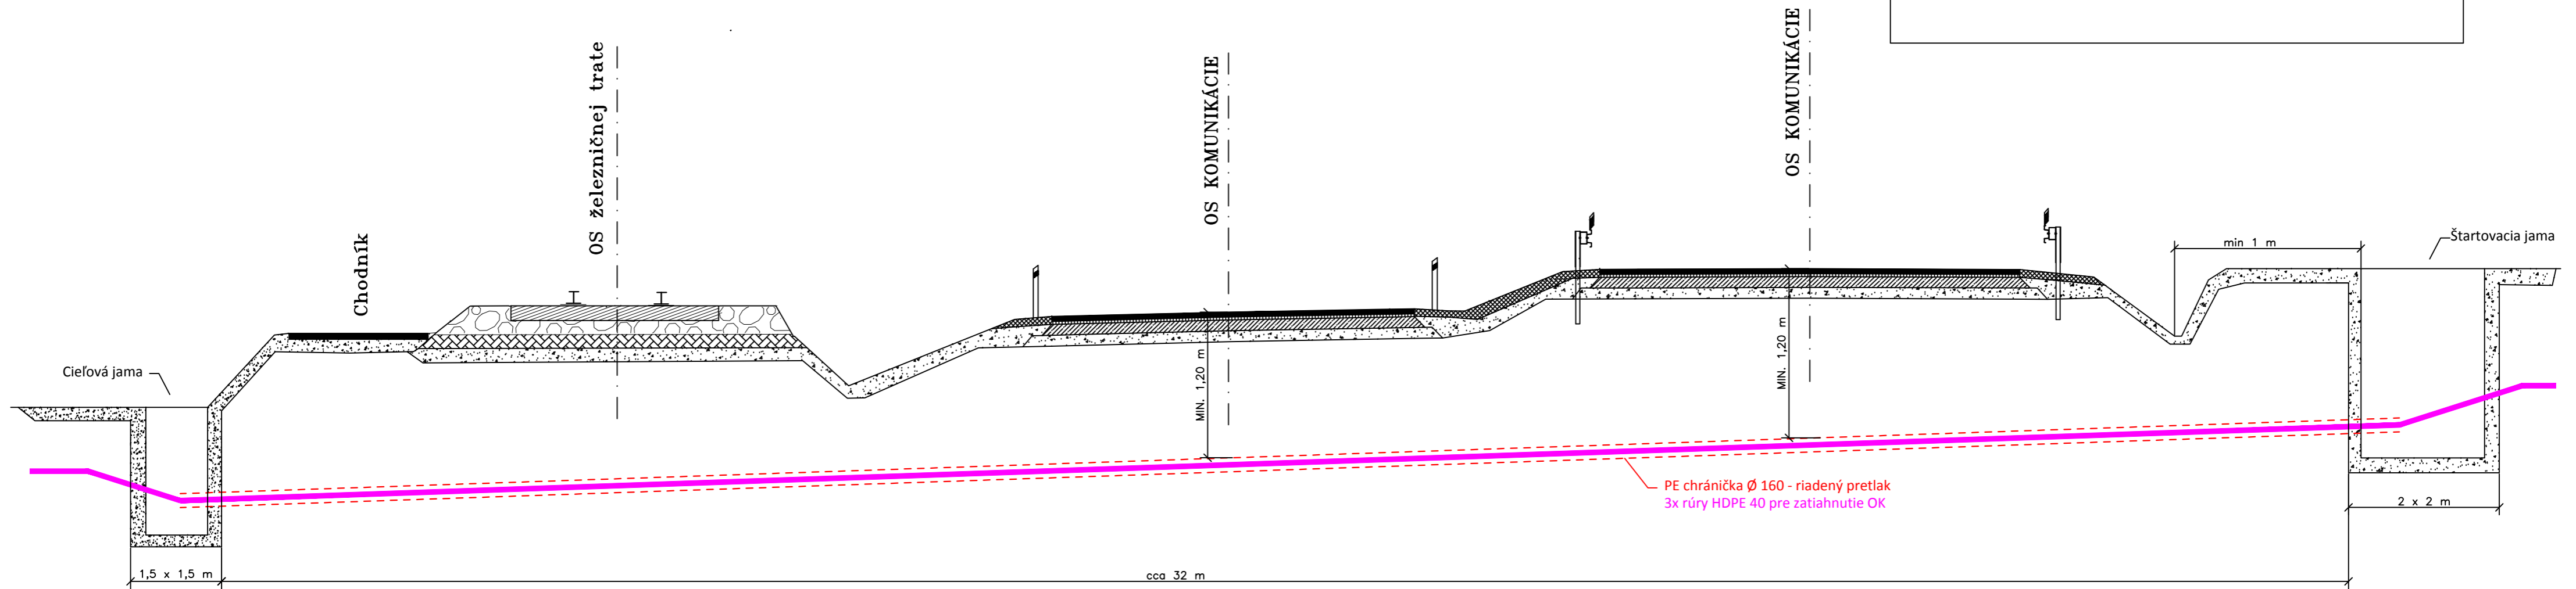 Cieľová jama
Chodník
OS železničnej trate
OS KOMUNIKÁCIE
OS KOMUNIKÁCIE
min 1 m
Štartovacia jama
MIN. 1,20 m
MIN. 1,20 m
PE chránička Ø 160 - riadený pretlak
3x rúry HDPE 40 pre zatiahnutie OK
2 x 2 m
1,5 x 1,5 m
cca 32 m